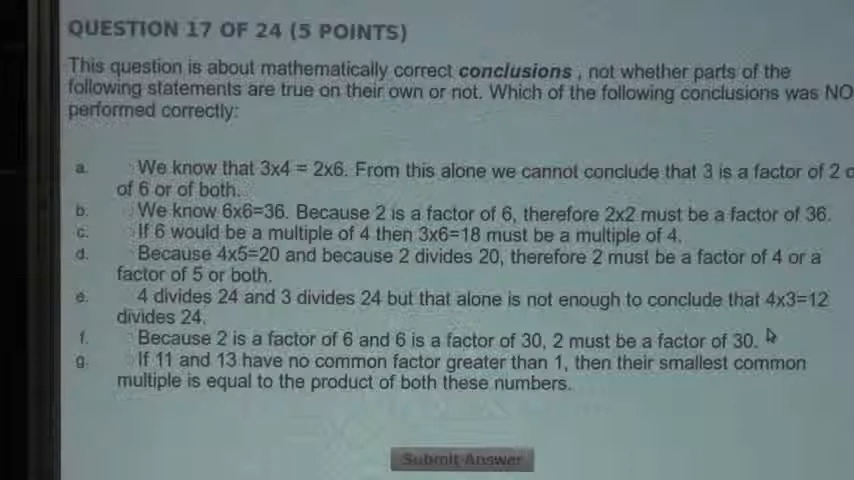 QUESTION 17 OF 24 (5 POINTS)
This question is about mathematically correct conclusions , not whether parts of the
following statements are true on their own or not. Which of the following conclusions was NO
performed correctly:
a. We know that 3x4 = 2x6. From this alone we cannot conclude that 3 is a factor of 2
of 6 or of both.
b. We know 6x6=36. Because 2 is a factor of 6, therefore 2x2 must be a factor of 36.
c. If 6 would be a multiple of 4 then 3x6=18 must be a multiple of 4.
d. Because 4x5=20 and because 2 divides 20, therefore 2 must be a factor of 4 or a
factor of 5 or both.
e. 4 divides 24 and 3 divides 24 but that alone is not enough to conclude that 4x3=12
divides 24.
f. Because 2 is a factor of 6 and 6 is a factor of 30, 2 must be a factor of 30.
g. If 11 and 13 have no common factor greater than 1, then their smallest common
multiple is equal to the product of both these numbers.
Submit Answer